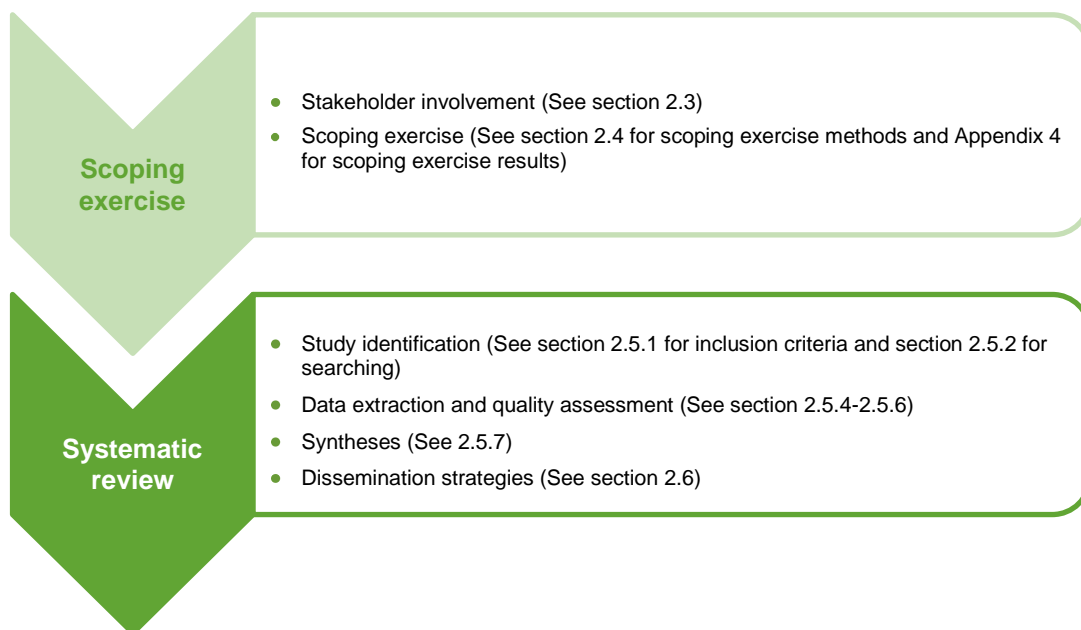 Scoping
exercise
• Stakeholder involvement (See section 2.3)
• Scoping exercise (See section 2.4 for scoping exercise methods and Appendix 4
for scoping exercise results)
Systematic
review
• Study identification (See section 2.5.1 for inclusion criteria and section 2.5.2 for
searching)
• Data extraction and quality assessment (See section 2.5.4-2.5.6)
• Syntheses (See 2.5.7)
• Dissemination strategies (See section 2.6)